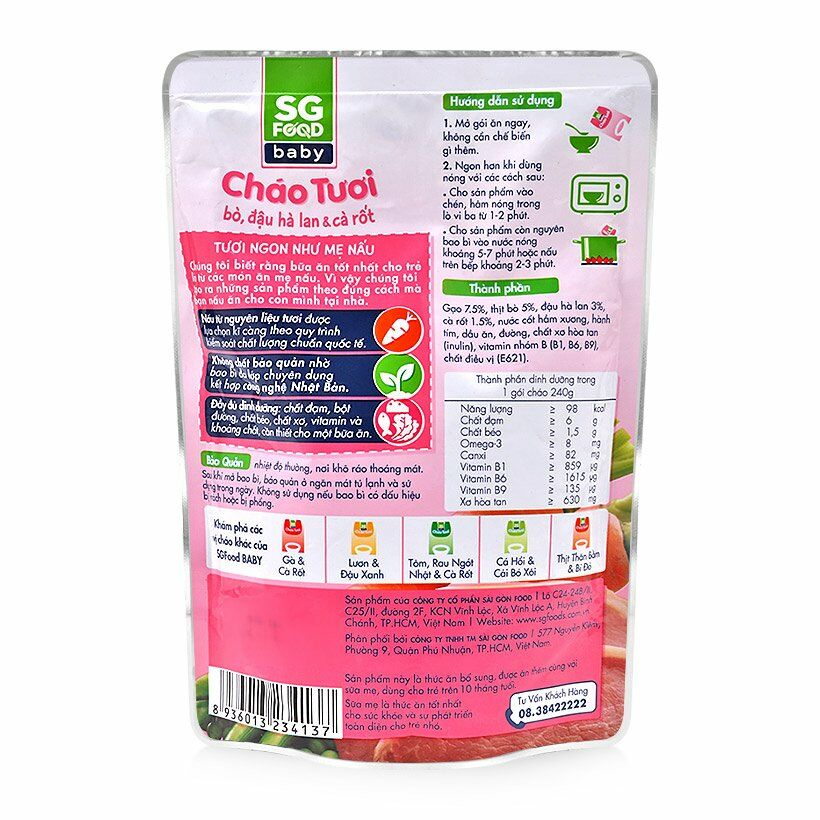 SG
FOOD
baby
Cháo Tươi
bò, đậu hà lan & cà rốt
TƯƠI NGON NHƯ MẸ NẤU
Chúng tôi biết rằng bữa ăn tốt nhất cho trẻ
là từ các món ăn mẹ nấu. Vì vậy chúng tôi
tạo ra những sản phẩm theo đúng cách mà
bạn nấu ăn cho con mình tại nhà.
Nấu từ nguyên liệu tươi được
lựa chọn kĩ càng theo quy trình
kiểm soát chất lượng chuẩn quốc tế.
Không chất bảo quản nhờ
bao bì đa lớp chuyên dụng
kết hợp công nghệ Nhật Bản.
Đầy đủ dinh dưỡng: chất đạm, bột
đường, chất béo, chất xơ, vitamin và
khoáng chất, cần thiết cho một bữa ăn.
Bảo Quản nhiệt độ thường, nơi khô ráo thoáng mát.
Sau khi mở bao bì, bảo quản ở ngăn mát tủ lạnh và sử
dụng trong ngày. Không sử dụng nếu bao bì có dấu hiệu
bị rách hoặc bị phồng.
Hướng dẫn sử dụng
1. Mở gói ăn ngay,
không cần chế biến
gì thêm.
2. Ngon hơn khi dùng
nóng với các cách sau:
• Cho sản phẩm vào
chén, hâm nóng trong
lò vi ba từ 1-2 phút.
• Cho sản phẩm còn nguyên
bao bì vào nước nóng
khoảng 5-7 phút hoặc nấu
trên bếp khoảng 2-3 phút.
Thành phần
Gạo 7.5%, thịt bò 5%, đậu hà lan 3%,
cà rốt 1.5%, nước cốt hầm xương, hành
tím, dầu ăn, đường, chất xơ hòa tan
(inulin), vitamin nhóm B (B1, B6, B9),
chất điều vị (E621).
Thành phần dinh dưỡng trong
1 gói cháo 240g
Năng lượng ≥ 98 kcal
Chất đạm ≥ 6 g
Chất béo ≥ 1,5 g
Omega-3 ≥ 8 mg
Canxi ≥ 82 mg
Vitamin B1 ≥ 859 µg
Vitamin B6 ≥ 1615 µg
Vitamin B9 ≥ 135 µg
Xơ hòa tan ≥ 630 mg
Khám phá các
vị cháo khác của
SGFood BABY
Gà &
Cà Rốt
Lươn &
Đậu Xanh
Tôm, Rau Ngót
Nhật & Cà Rốt
Cá Hồi &
Cải Bó Xôi
Thịt Thăn Bằm
& Bí Đỏ
Sản phẩm của CÔNG TY CỔ PHẦN SÀI GÒN FOOD | Lô C24-24B/II,
C25/II, đường 2F, KCN Vĩnh Lộc, Xã Vĩnh Lộc A, Huyện Bình
Chánh, TP.HCM, Việt Nam | Website: www.sgfoods.com.vn
Phân phối bởi CÔNG TY TNHH TM SÀI GON FOOD | 577 Nguyễn Kiệm,
Phường 9, Quận Phú Nhuận, TP.HCM, Việt Nam.
Sản phẩm này là thức ăn bổ sung, được ăn thêm cùng với
sữa mẹ, dùng cho trẻ trên 10 tháng tuổi.
Sữa mẹ là thức ăn tốt nhất
cho sức khỏe và sự phát triển
toàn diện cho trẻ nhỏ.
Tư Vấn Khách Hàng
08.38422222
8 936013 234137